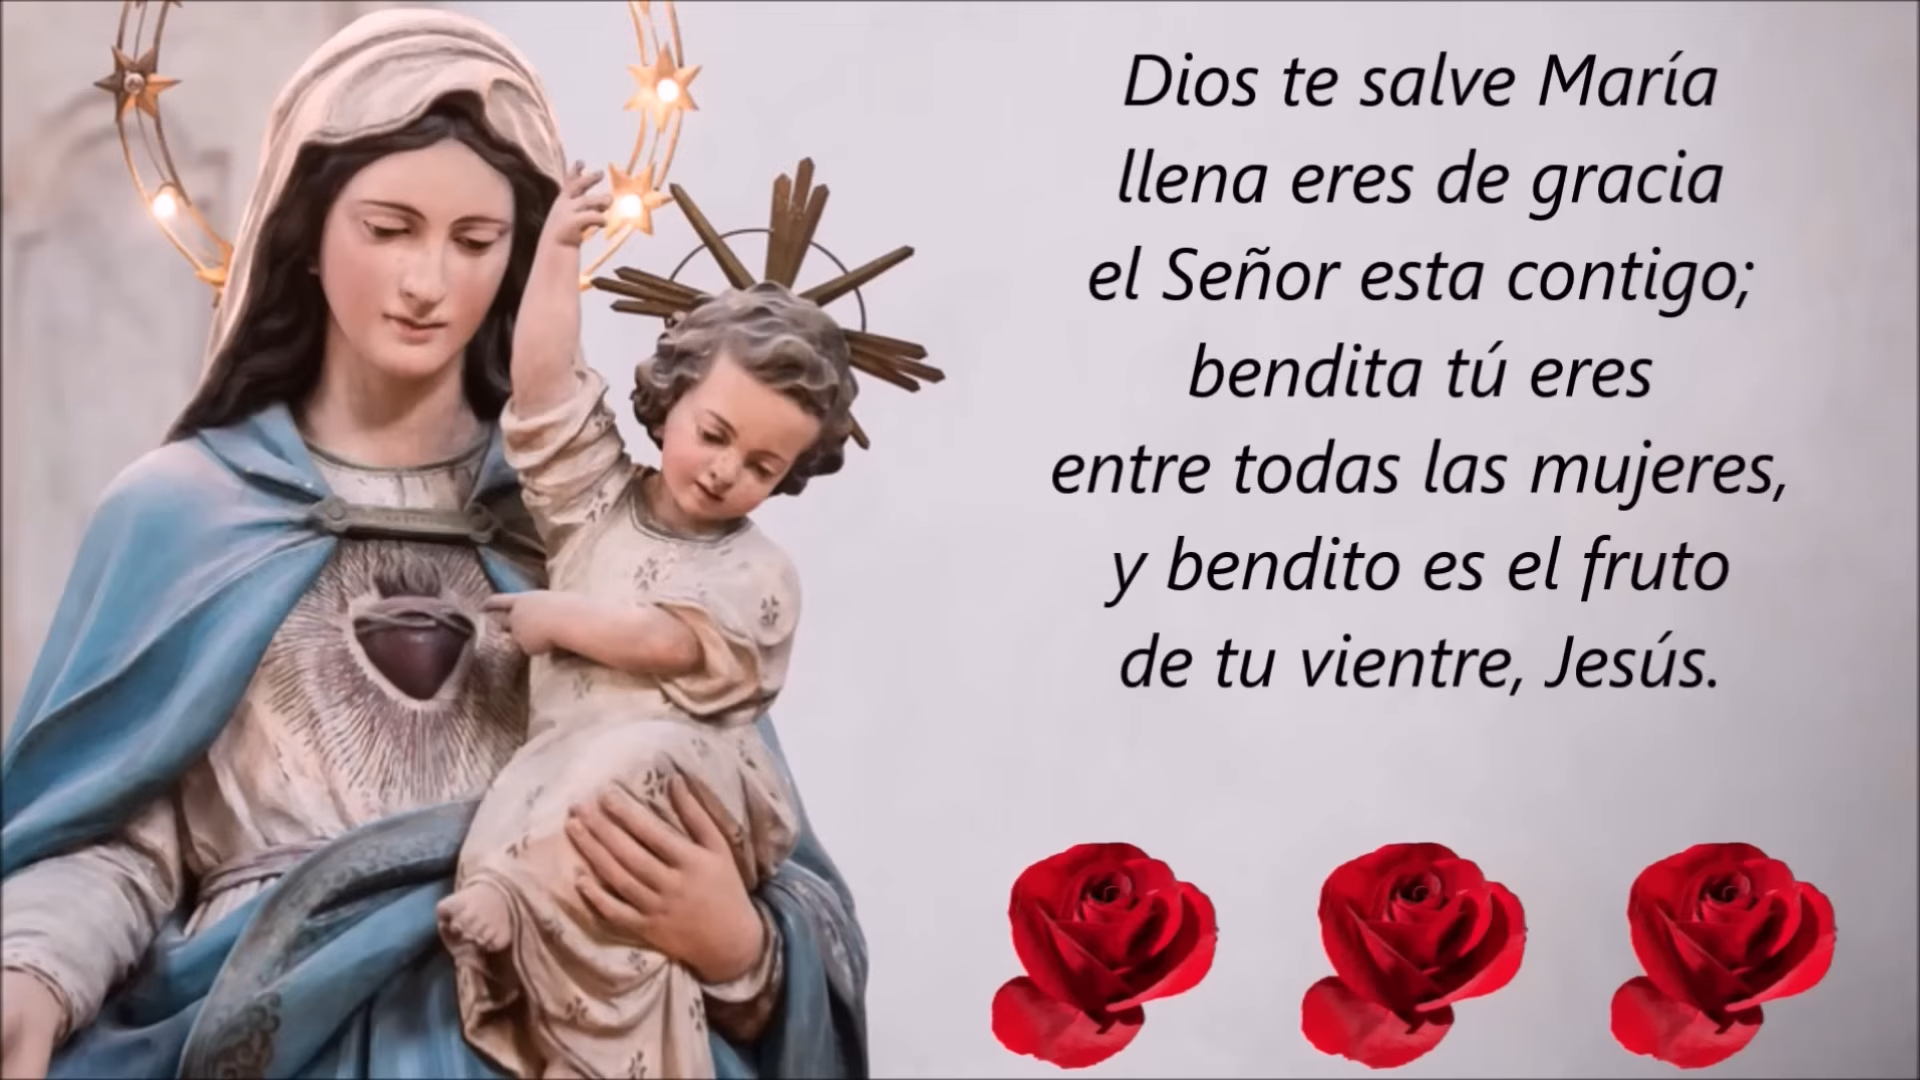 Dios te salve María
llena eres de gracia
el Señor esta contigo;
bendita tú eres
entre todas las mujeres,
y bendito es el fruto
de tu vientre, Jesús.